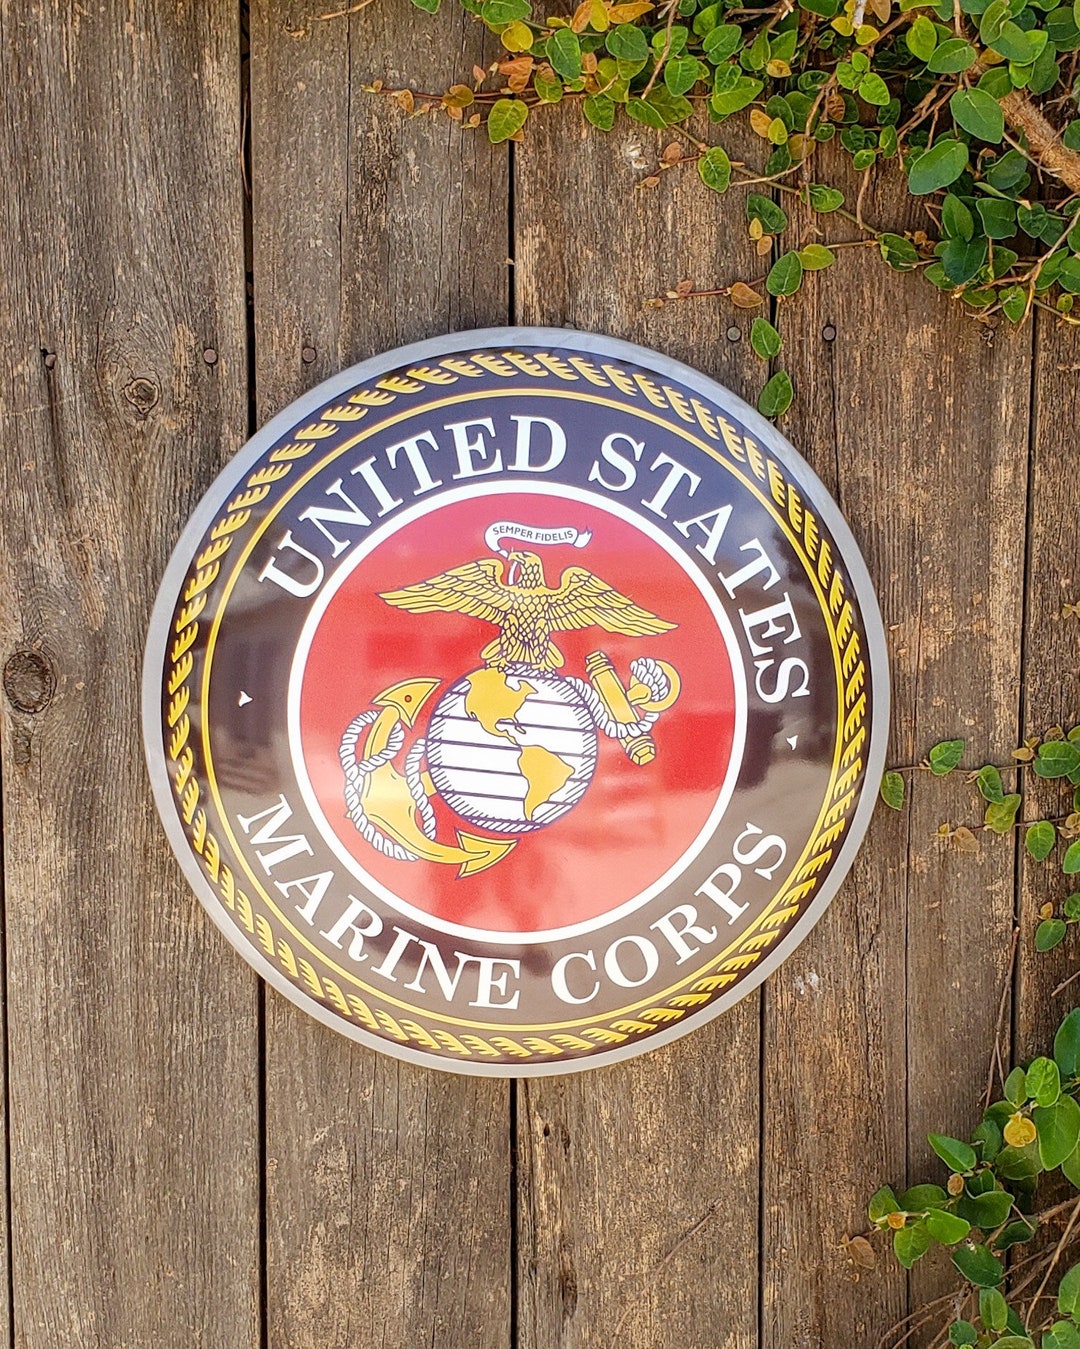 UNITED STATES
SEMPER FIDELIS
MARINE CORPS